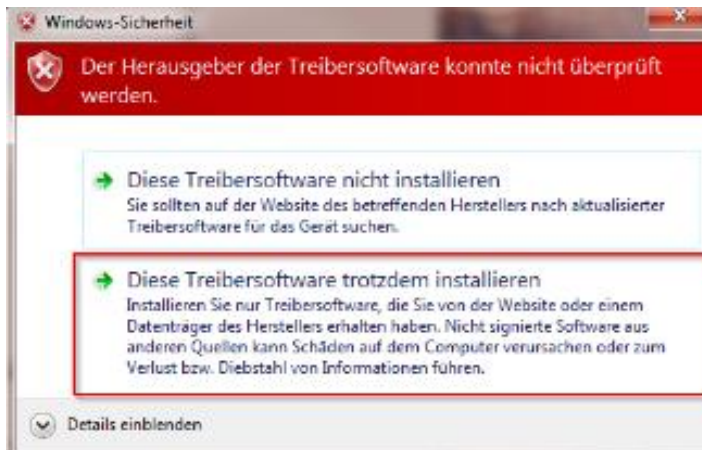 Windows-Sicherheit
Der Herausgeber der Treibersoftware konnte nicht überprüft
werden.
Diese Treibersoftware nicht installieren
Sie sollten auf der Website des betreffenden Herstellers nach aktualisierter
Treibersoftware für das Gerät suchen.
Diese Treibersoftware trotzdem installieren
Installieren Sie nur Treibersoftware, die Sie von der Website oder einem
Datenträger des Herstellers erhalten haben. Nicht signierte Software aus
anderen Quellen kann Schäden auf dem Computer verursachen oder zum
Verlust bzw. Diebstahl von Informationen führen.
Details einblenden